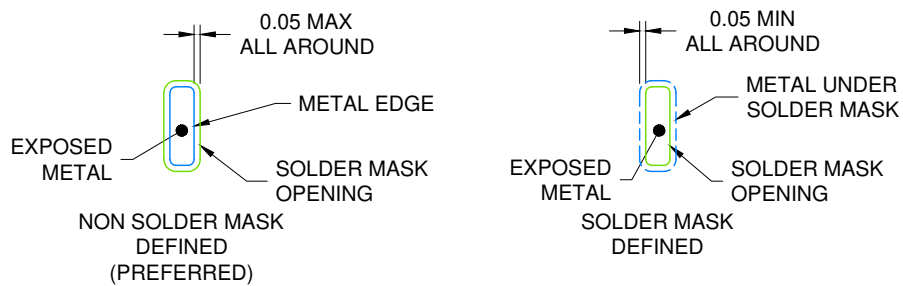 0.05 MAX
ALL AROUND
METAL EDGE
EXPOSED
METAL
SOLDER MASK
OPENING
NON SOLDER MASK
DEFINED
(PREFERRED)
0.05 MIN
ALL AROUND
METAL UNDER
SOLDER MASK
EXPOSED
METAL
SOLDER MASK
OPENING
SOLDER MASK
DEFINED